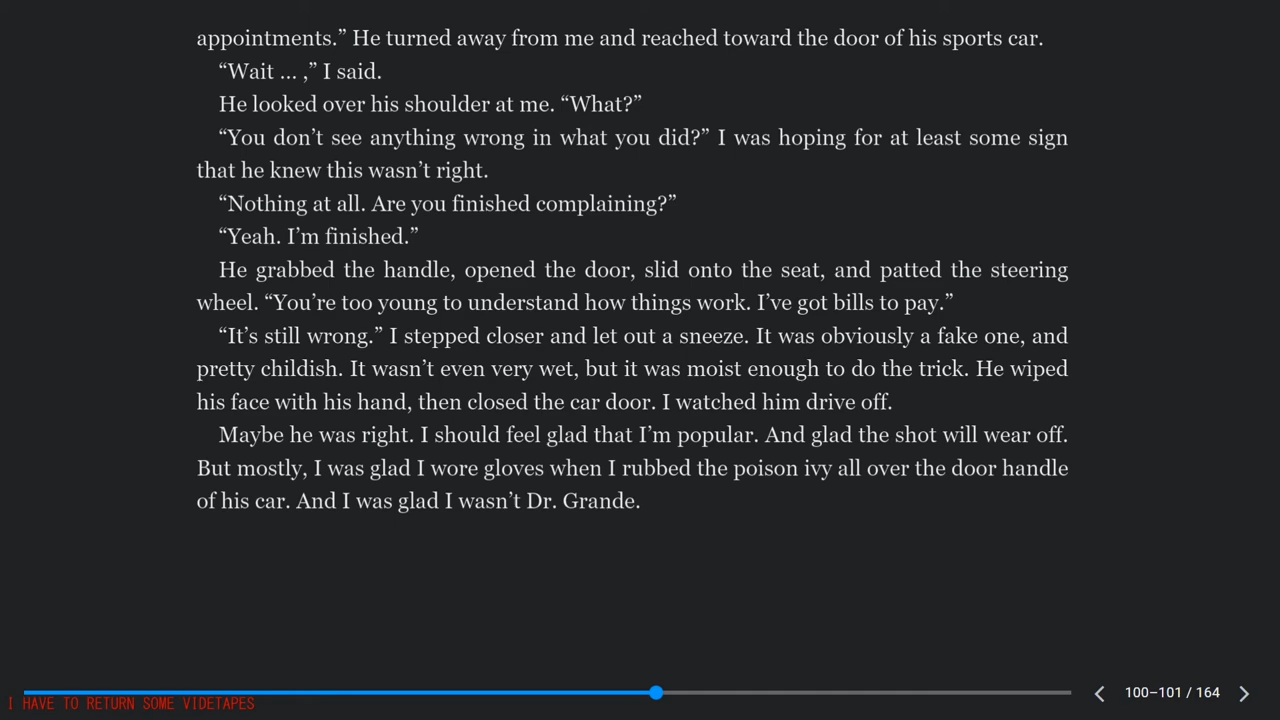 appointments.” He turned away from me and reached toward the door of his sports car.
“Wait … ,” I said.
He looked over his shoulder at me. “What?”
“You don’t see anything wrong in what you did?” I was hoping for at least some sign
that he knew this wasn’t right.
“Nothing at all. Are you finished complaining?”
“Yeah. I’m finished.”
He grabbed the handle, opened the door, slid onto the seat, and patted the steering
wheel. “You’re too young to understand how things work. I’ve got bills to pay.”
“It’s still wrong.” I stepped closer and let out a sneeze. It was obviously a fake one, and
pretty childish. It wasn’t even very wet, but it was moist enough to do the trick. He wiped
his face with his hand, then closed the car door. I watched him drive off.
Maybe he was right. I should feel glad that I’m popular. And glad the shot will wear off.
But mostly, I was glad I wore gloves when I rubbed the poison ivy all over the door handle
of his car. And I was glad I wasn’t Dr. Grande.
I HAVE TO RETURN SOME VIDETAPES
100–101 / 164